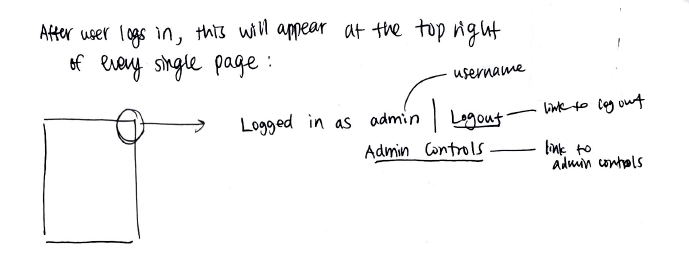 After user logs in, this will appear at the top right
of every single page :
username
Logged in as admin | Logout link to log out
Admin Controls link to
admin controls